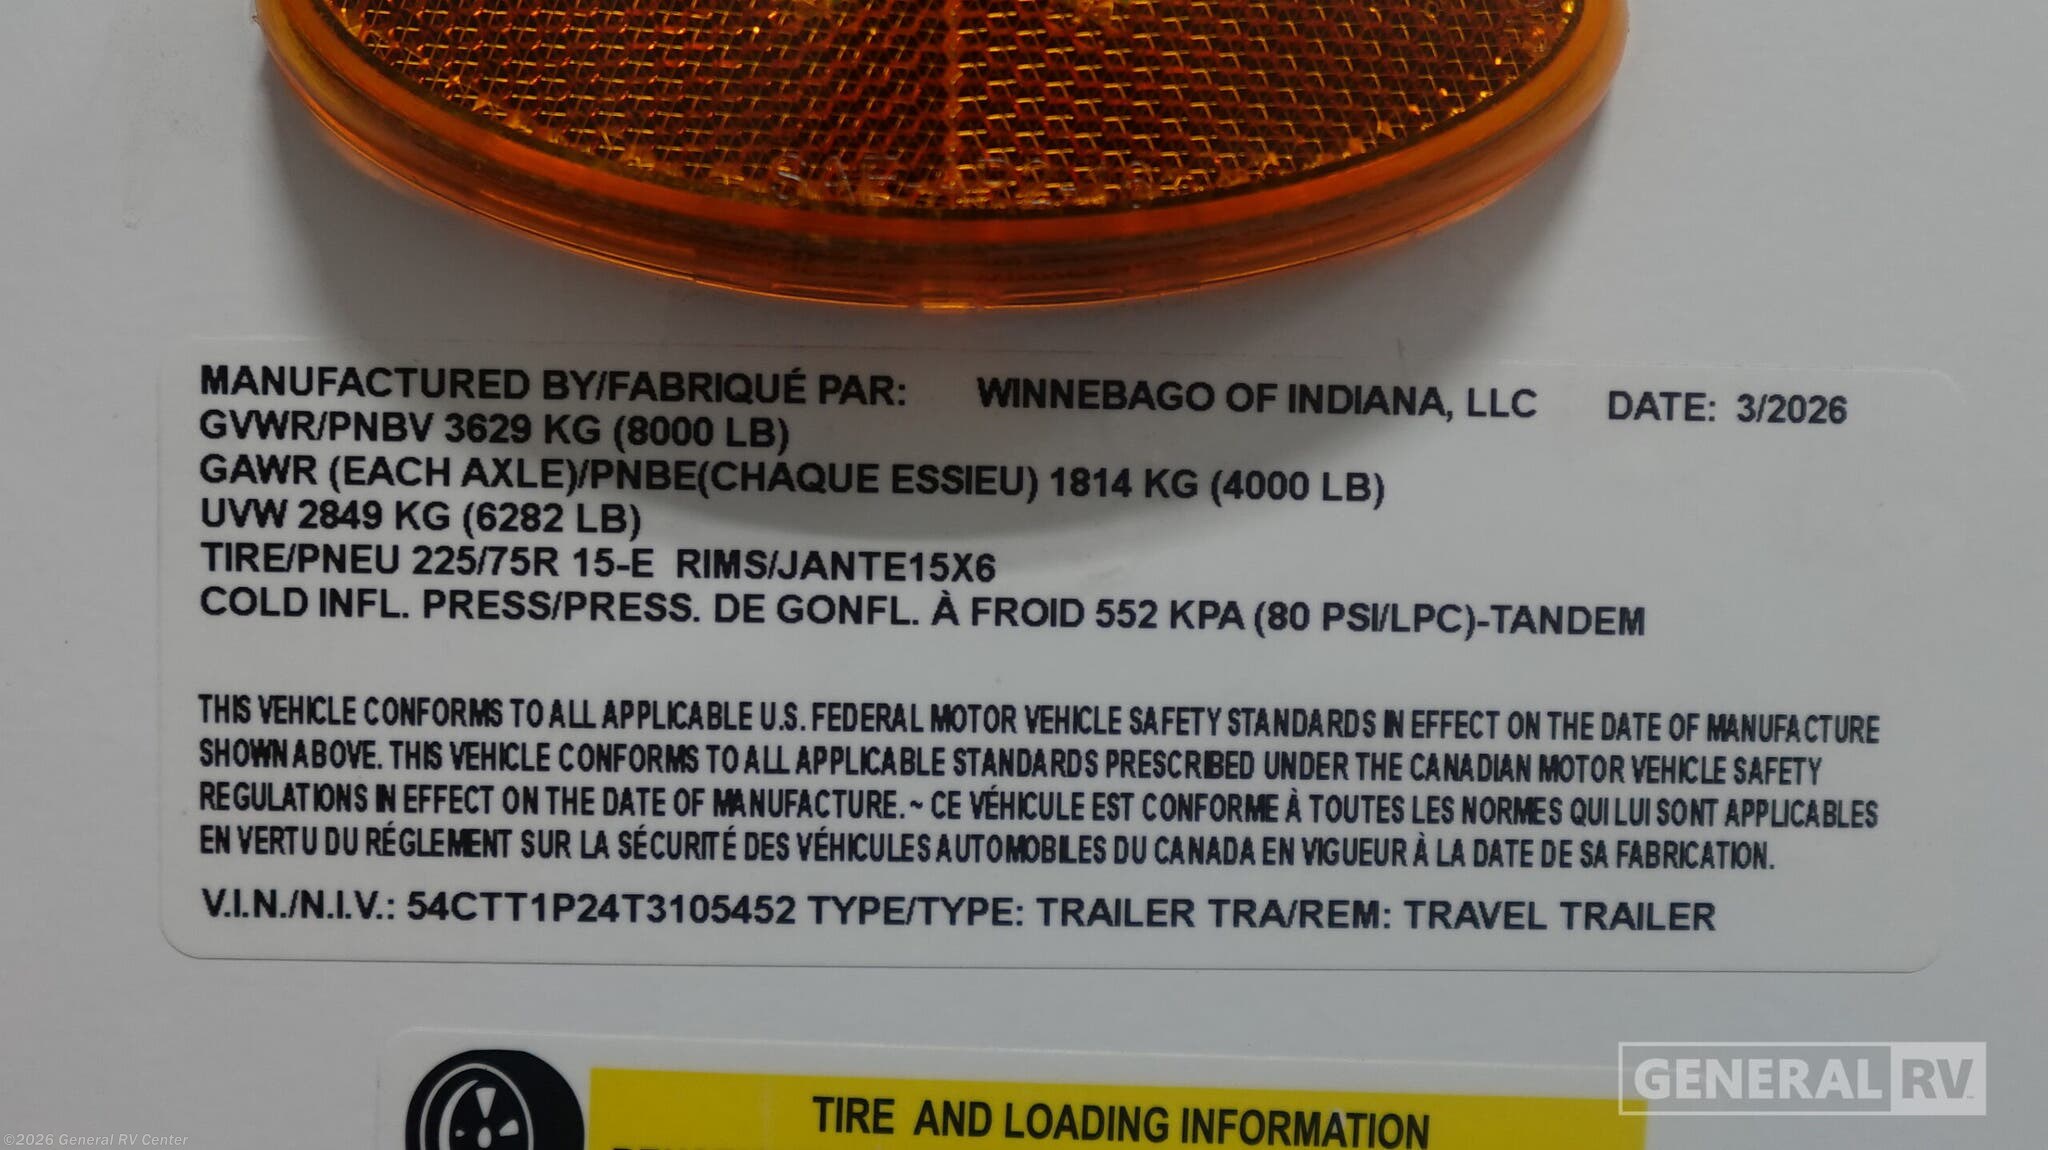 MANUFACTURED BY/FABRIQUÉ PAR: WINNEBAGO OF INDIANA, LLC DATE: 3/2026
GVWR/PNBV 3629 KG (8000 LB)
GAWR (EACH AXLE)/PNBE(CHAQUE ESSIEU) 1814 KG (4000 LB)
UVW 2849 KG (6282 LB)
TIRE/PNEU 225/75R 15-E RIMS/JANTE15X6
COLD INFL. PRESS/PRESS. DE GONFL. À FROID 552 KPA (80 PSI/LPC)-TANDEM
THIS VEHICLE CONFORMS TO ALL APPLICABLE U.S. FEDERAL MOTOR VEHICLE SAFETY STANDARDS IN EFFECT ON THE DATE OF MANUFACTURE
SHOWN ABOVE. THIS VEHICLE CONFORMS TO ALL APPLICABLE STANDARDS PRESCRIBED UNDER THE CANADIAN MOTOR VEHICLE SAFETY
REGULATIONS IN EFFECT ON THE DATE OF MANUFACTURE. ~ CE VÉHICULE EST CONFORME À TOUTES LES NORMES QUI LUI SONT APPLICABLES
EN VERTU DU RÉGLEMENT SUR LA SÉCURITÉ DES VÉHICULES AUTOMOBILES DU CANADA EN VIGUEUR À LA DATE DE SA FABRICATION.
V.I.N./N.I.V.: 54CTT1P24T3105452 TYPE/TYPE: TRAILER TRA/REM: TRAVEL TRAILER
TIRE AND LOADING INFORMATION
GENERAL RV
©2026 General RV Center